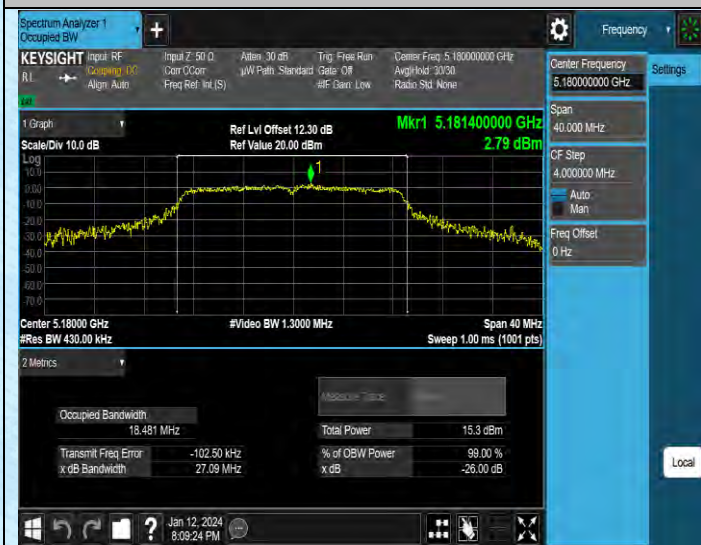 Spectrum Analyzer 1
Occupied BW
Frequency
KEYSIGHT Input: RF Input Z: 50 Ω Atten: 30 dB Trig: Free Run Center Freq: 5.180000000 GHz
RL Coupling: DC Corr CCorr µW Path: Standard Gate: Off Avg|Hold: 30/30
Align: Auto Freq Ref: Int (S) #IF Gain: Low Radio Std: None
1 Graph
Ref Lvl Offset 12.30 dB
Mkr1 5.181400000 GHz
Scale/Div 10.0 dB
Ref Value 20.00 dBm
2.79 dBm
Log
10.0
0.00
-10.0
-20.0
-30.0
-40.0
-50.0
-60.0
-70.0
1
Center 5.18000 GHz
#Video BW 1.3000 MHz
Span 40 MHz
#Res BW 430.00 kHz
Sweep 1.00 ms (1001 pts)
2 Metrics
Measure Trace
Occupied Bandwidth
18.481 MHz
Total Power 15.3 dBm
Transmit Freq Error -102.50 kHz
% of OBW Power 99.00 %
x dB Bandwidth 27.09 MHz
x dB -26.00 dB
Jan 12, 2024
8:09:24 PM
Center Frequency
5.180000000 GHz
Settings
Span
40.000 MHz
CF Step
4.000000 MHz
Auto
Man
Freq Offset
0 Hz
Local